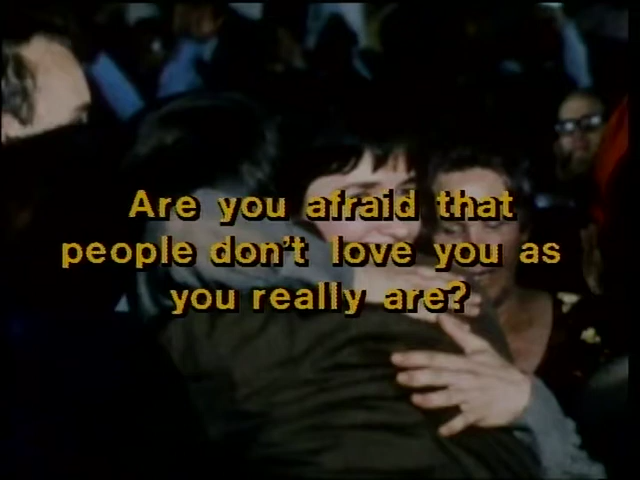 Are you afraid that
people don't love you as
you really are?